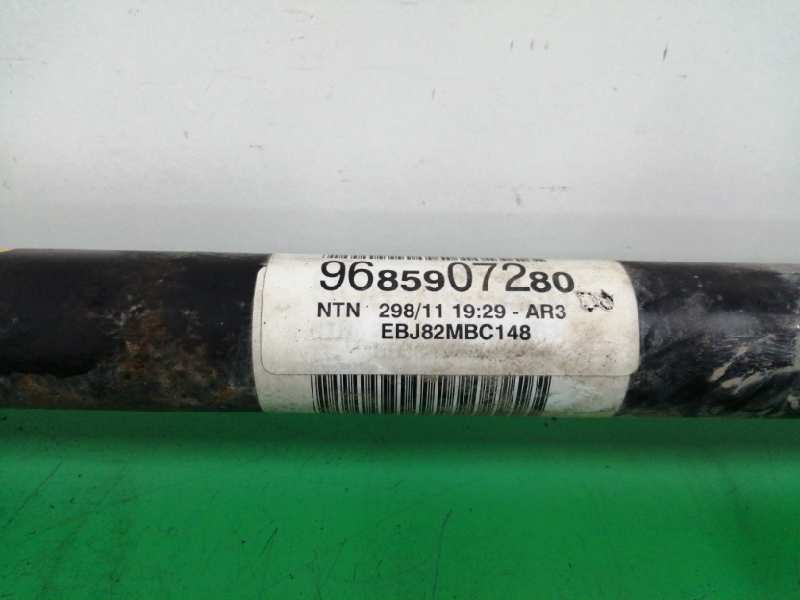 9685907280
NTN 298/11 19:29 - AR3
EBJ82MBC148